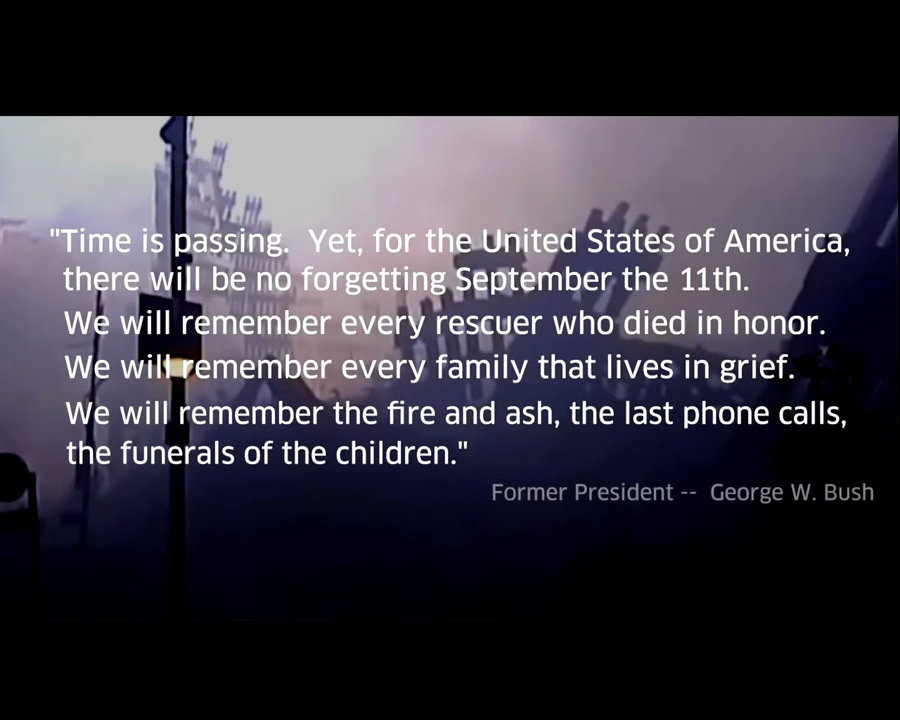 "Time is passing.  Yet, for the United States of America,
there will be no forgetting September the 11th.
We will remember every rescuer who died in honor.
We will remember every family that lives in grief.
We will remember the fire and ash, the last phone calls,
the funerals of the children."
Former President --  George W. Bush